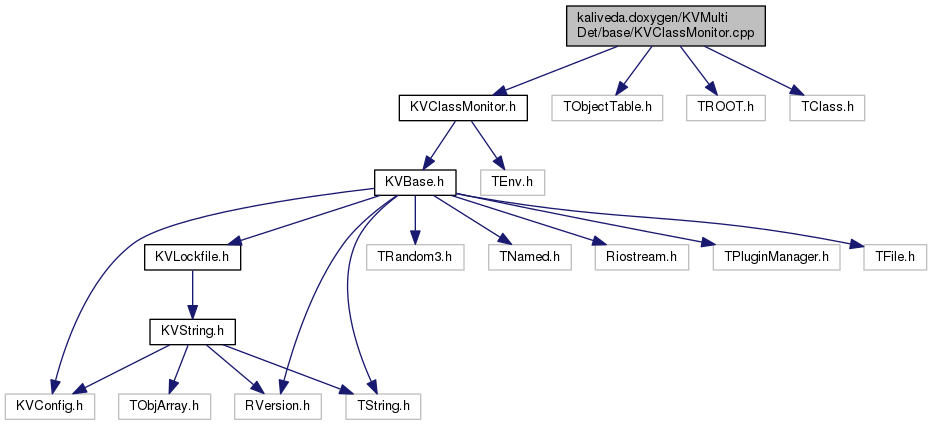 kaliveda.doxygen/KVMulti
Det/base/KVClassMonitor.cpp
KVClassMonitor.h
TObjectTable.h
TROOT.h
TClass.h
KVBase.h
TEnv.h
KVLockfile.h
TRandom3.h
TNamed.h
Riostream.h
TPluginManager.h
TFile.h
KVString.h
KVConfig.h
TObjArray.h
RVersion.h
TString.h